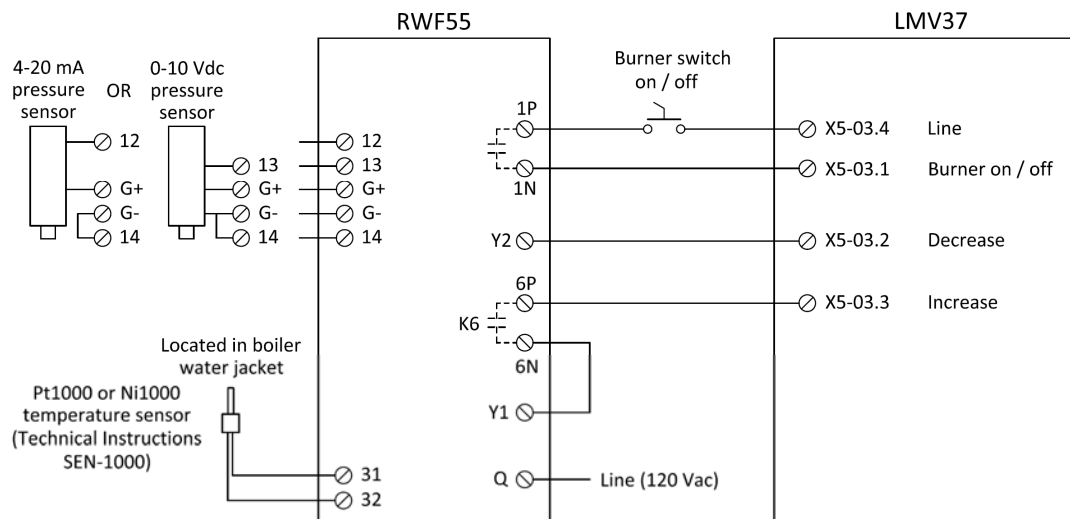 RWF55
LMV37
4-20 mA
pressure
sensor
OR
0-10 Vdc
pressure
sensor
Burner switch
on / off
12
G+
G-
14
13
G+
G-
14
12
13
G+
G-
14
1P
1N
Y2
6P
K6
6N
Y1
Q
Line (120 Vac)
X5-03.4 Line
X5-03.1 Burner on / off
X5-03.2 Decrease
X5-03.3 Increase
Located in boiler
water jacket
Pt1000 or Ni1000
temperature sensor
(Technical Instructions
SEN-1000)
31
32